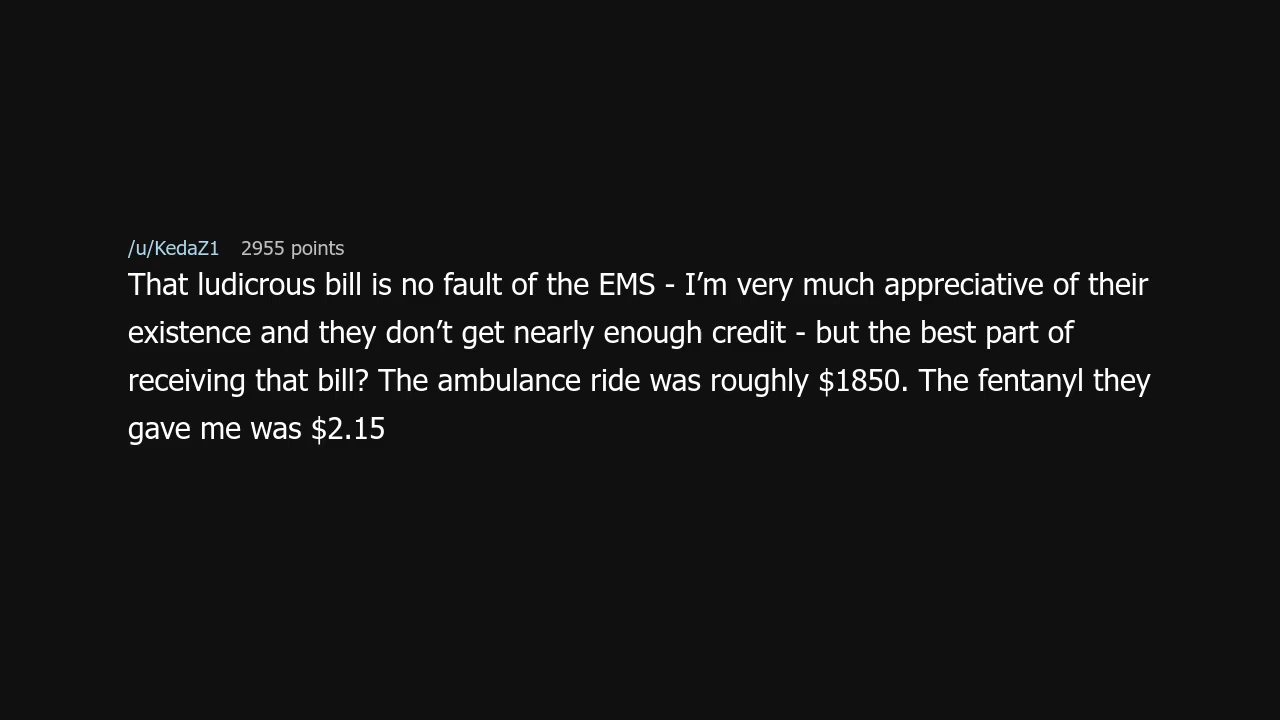 /u/KedaZ1 2955 points
That ludicrous bill is no fault of the EMS - I’m very much appreciative of their
existence and they don’t get nearly enough credit - but the best part of
receiving that bill? The ambulance ride was roughly $1850. The fentanyl they
gave me was $2.15